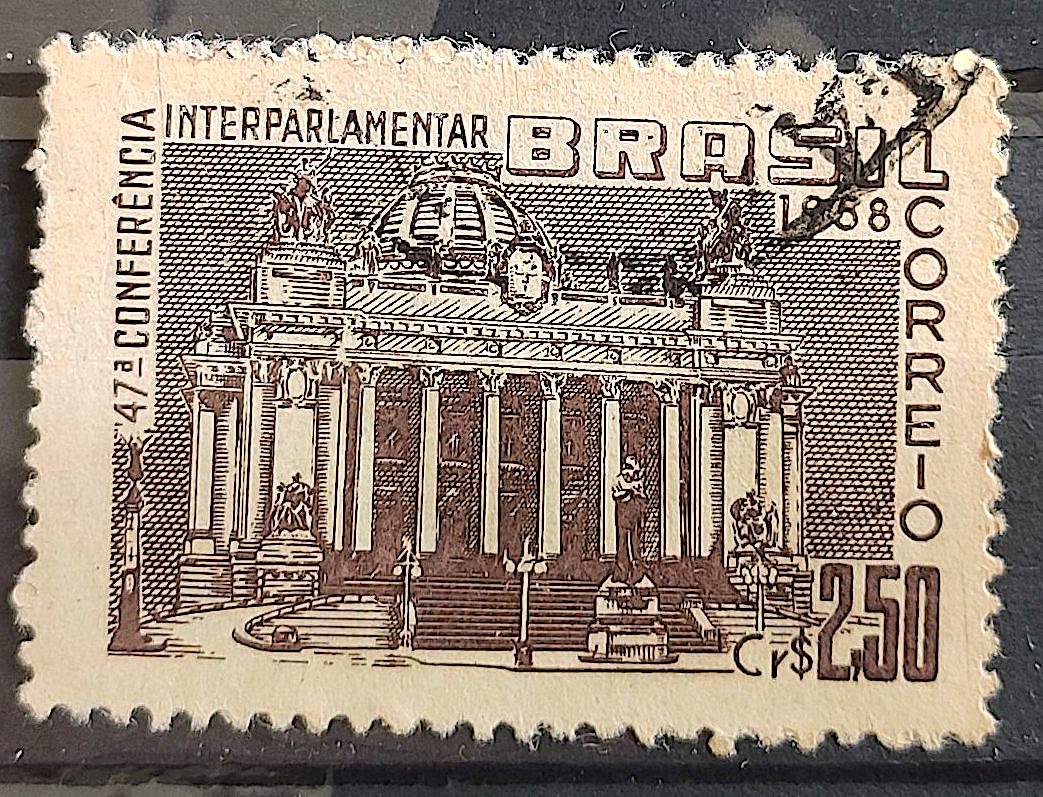 47ª CONFERÊNCIA
INTERPARLAMENTAR
BRASIL
1958
CORREIO
Cr$2,50